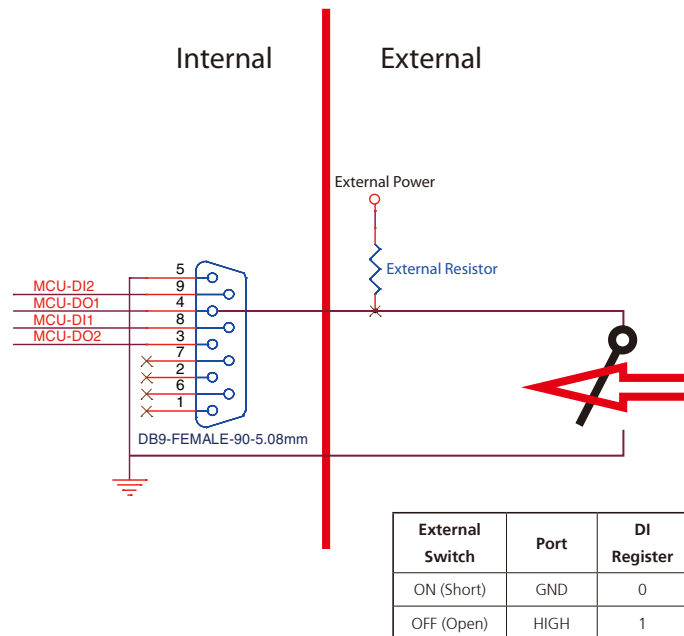 Internal
External
External Power
External Resistor
5
MCU-DI2
9
MCU-DO1
4
MCU-DI1
8
MCU-DO2
3
7
2
6
1
DB9-FEMALE-90-5.08mm
External Switch Port DI Register
ON (Short) GND 0
OFF (Open) HIGH 1